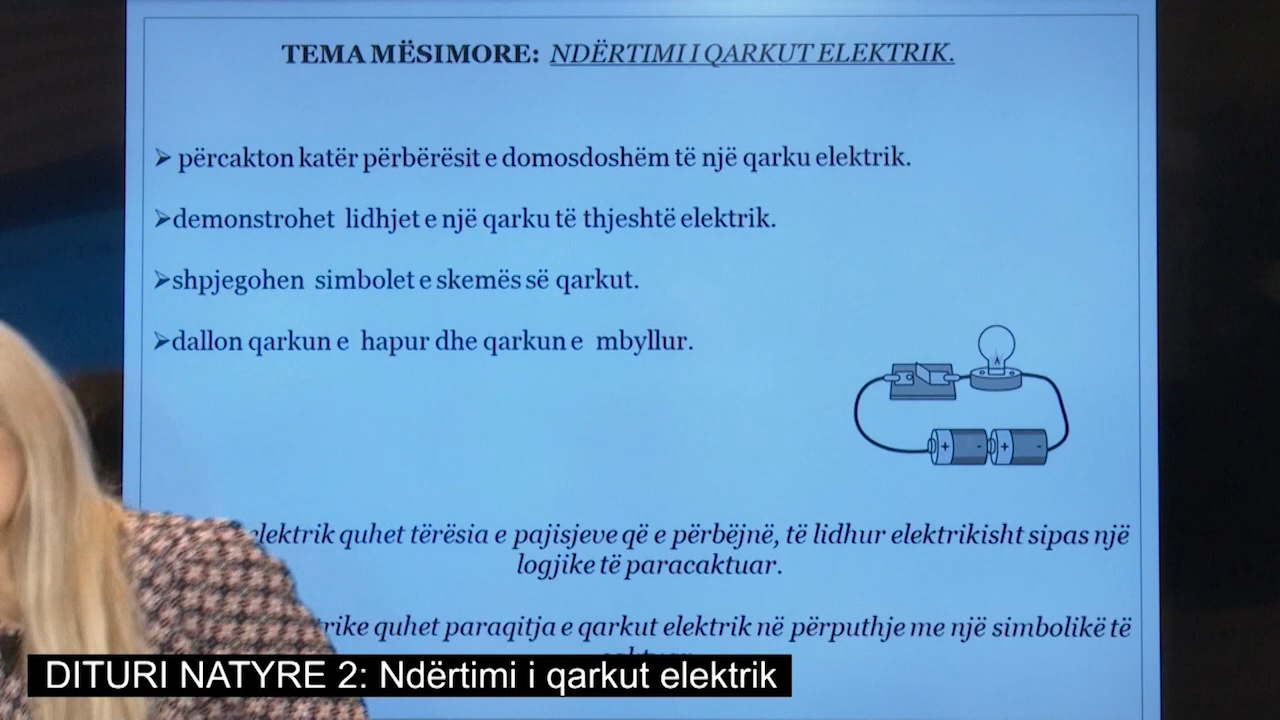 TEMA MËSIMORE: NDËRTIMI I QARKUT ELEKTRIK.
➢ përcakton katër përbërësit e domosdoshëm të një qarku elektrik.
➢demonstrohet lidhjet e një qarku të thjeshtë elektrik.
➢shpjegohen simbolet e skemës së qarkut.
➢dallon qarkun e hapur dhe qarkun e mbyllur.
+ - + -
elektrik quhet tërësia e pajisjeve që e përbëjnë, të lidhur elektrikisht sipas një
logjike të paracaktuar.
quhet paraqitja e qarkut elektrik në përputhje me një simbolikë të
DITURI NATYRE 2: Ndërtimi i qarkut elektrik